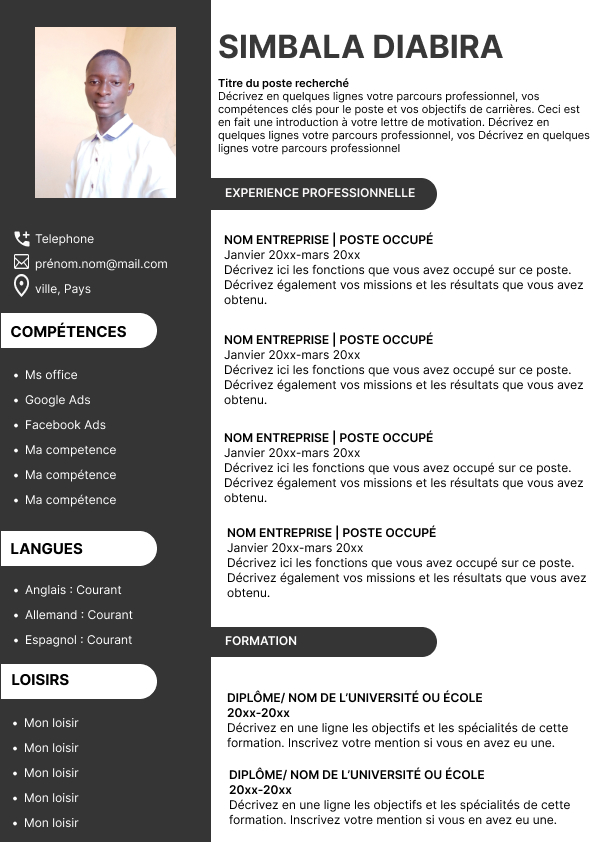 SIMBALA DIABIRA
Titre du poste recherché
Décrivez en quelques lignes votre parcours professionnel, vos
compétences clés pour le poste et vos objectifs de carrières. Ceci est
en fait une introduction à votre lettre de motivation. Décrivez en
quelques lignes votre parcours professionnel, vos Décrivez en quelques
lignes votre parcours professionnel
Telephone
prénom.nom@mail.com
ville, Pays
COMPÉTENCES
• Ms office
• Google Ads
• Facebook Ads
• Ma competence
• Ma compétence
• Ma compétence
LANGUES
• Anglais : Courant
• Allemand : Courant
• Espagnol : Courant
LOISIRS
• Mon loisir
• Mon loisir
• Mon loisir
• Mon loisir
• Mon loisir
EXPERIENCE PROFESSIONNELLE
NOM ENTREPRISE | POSTE OCCUPÉ
Janvier 20xx-mars 20xx
Décrivez ici les fonctions que vous avez occupé sur ce poste.
Décrivez également vos missions et les résultats que vous avez
obtenu.
NOM ENTREPRISE | POSTE OCCUPÉ
Janvier 20xx-mars 20xx
Décrivez ici les fonctions que vous avez occupé sur ce poste.
Décrivez également vos missions et les résultats que vous avez
obtenu.
NOM ENTREPRISE | POSTE OCCUPÉ
Janvier 20xx-mars 20xx
Décrivez ici les fonctions que vous avez occupé sur ce poste.
Décrivez également vos missions et les résultats que vous avez
obtenu.
NOM ENTREPRISE | POSTE OCCUPÉ
Janvier 20xx-mars 20xx
Décrivez ici les fonctions que vous avez occupé sur ce poste.
Décrivez également vos missions et les résultats que vous avez
obtenu.
FORMATION
DIPLÔME/ NOM DE L’UNIVERSITÉ OU ÉCOLE
20xx-20xx
Décrivez en une ligne les objectifs et les spécialités de cette
formation. Inscrivez votre mention si vous en avez eu une.
DIPLÔME/ NOM DE L’UNIVERSITÉ OU ÉCOLE
20xx-20xx
Décrivez en une ligne les objectifs et les spécialités de cette
formation. Inscrivez votre mention si vous en avez eu une.